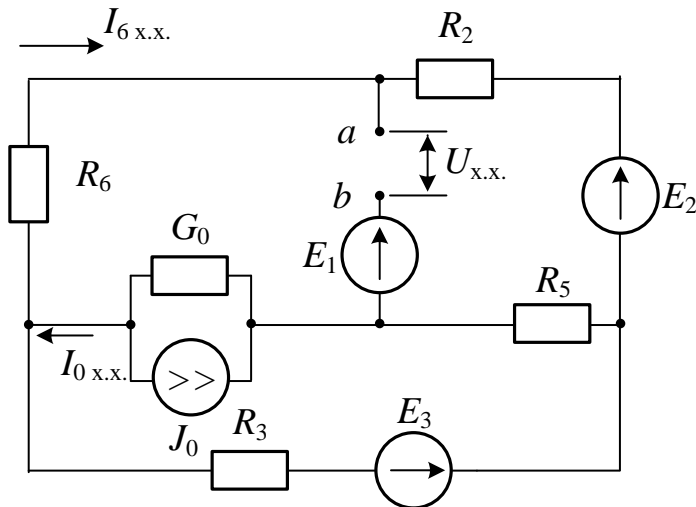 I₆ х.х.
R₂
a
Uх.х.
R₆
b
E₂
G₀
E₁
R₅
I₀ х.х.
>>
J₀
R₃
E₃